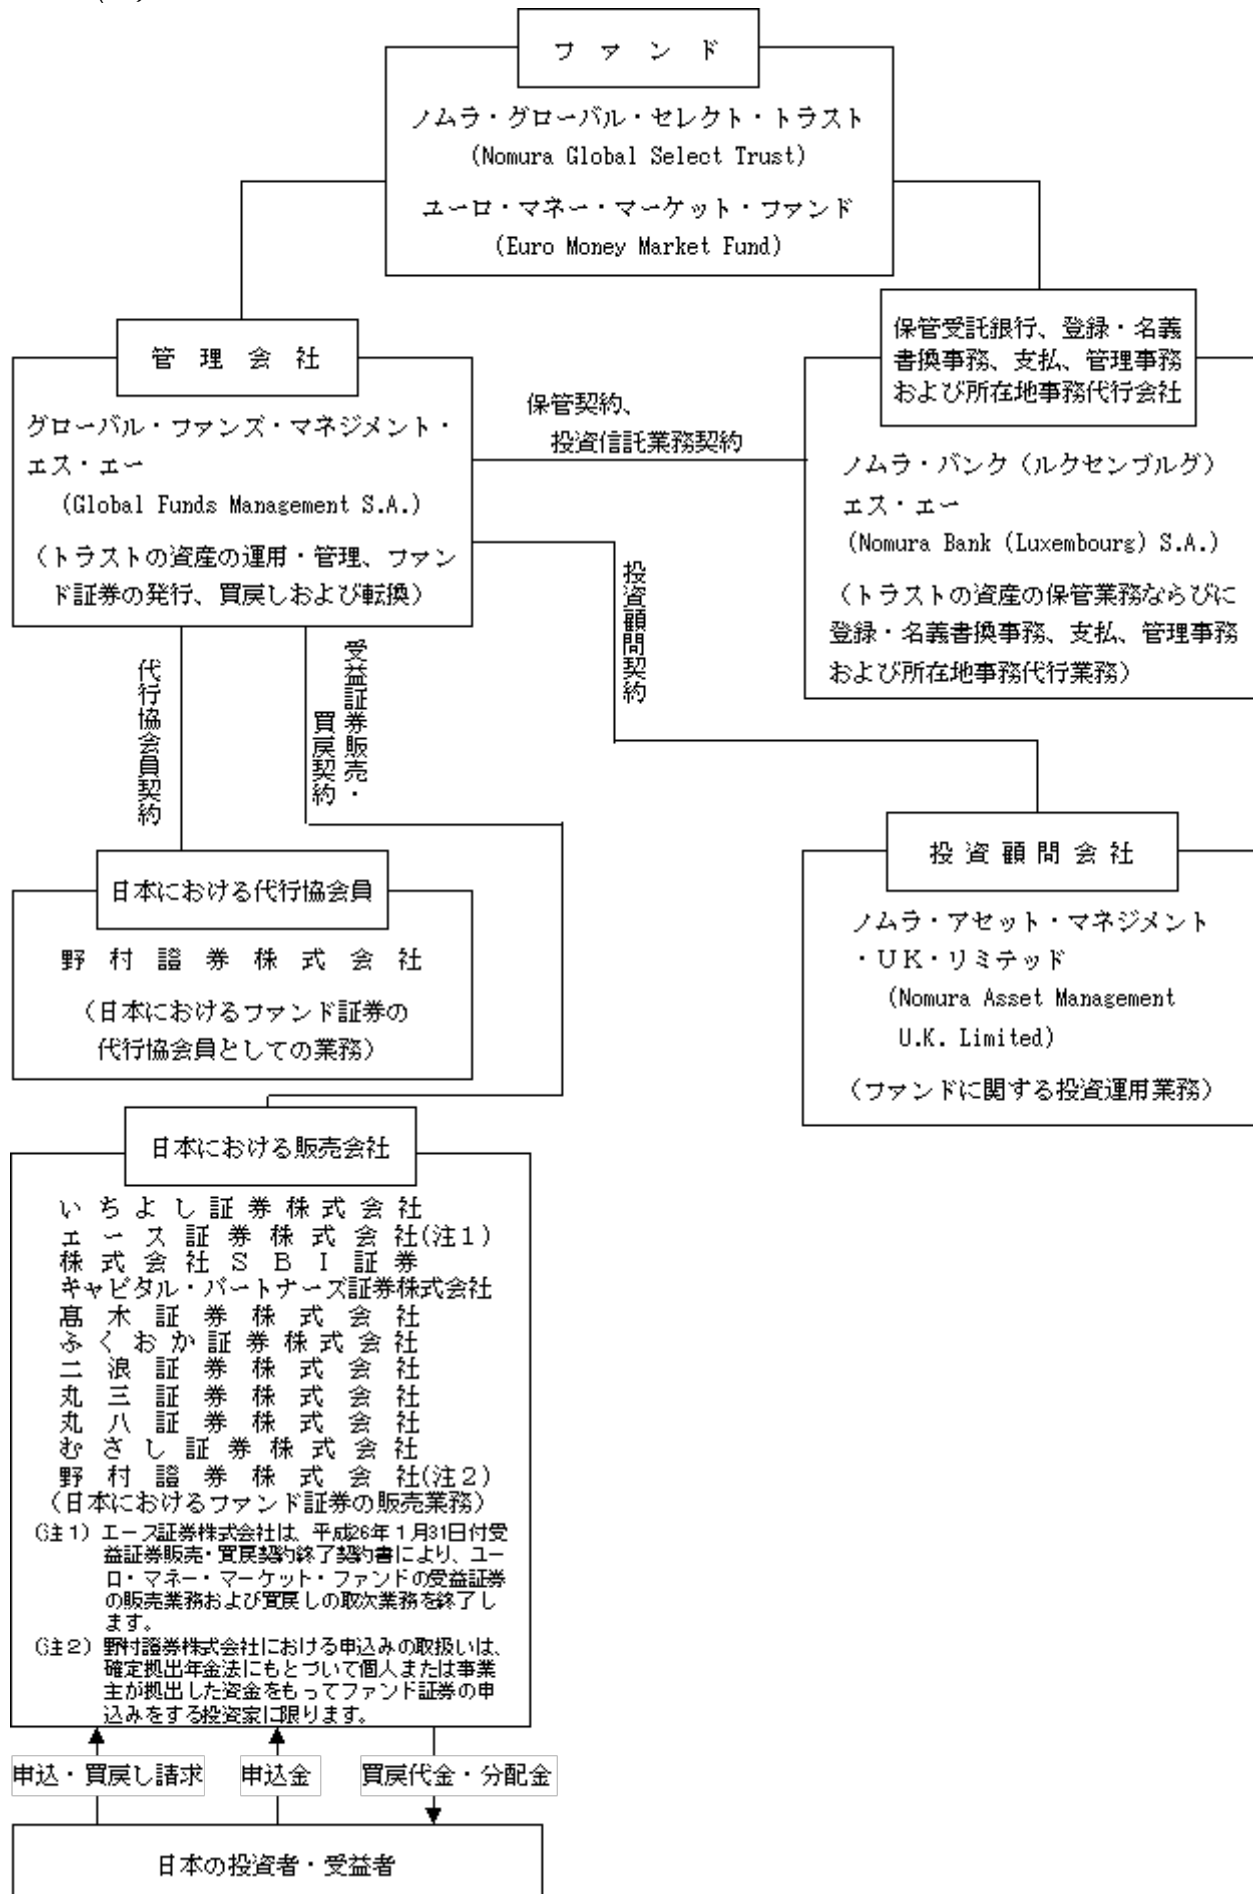 ファンド
ノムラ・グローバル・セレクト・トラスト
(Nomura Global Select Trust)
ユーロ・マネー・マーケット・ファンド
(Euro Money Market Fund)
管理会社
グローバル・ファンズ・マネジメント・
エス・エー
(Global Funds Management S.A.)
（トラストの資産の運用・管理、ファン
ド証券の発行、買戻しおよび転換）
保管契約、
投資信託業務契約
保管受託銀行、登録・名義
書換事務、支払、管理事務
および所在地事務代行会社
ノムラ・バンク（ルクセンブルグ）
エス・エー
(Nomura Bank (Luxembourg) S.A.)
（トラストの資産の保管業務ならびに
登録・名義書換事務、支払、管理事務
および所在地事務代行業務）
代行協会員契約
受益証券販売・
買戻契約
投資顧問契約
日本における代行協会員
野村證券株式会社
（日本におけるファンド証券の
代行協会員としての業務）
投資顧問会社
ノムラ・アセット・マネジメント
・ＵＫ・リミテッド
(Nomura Asset Management
U.K. Limited)
（ファンドに関する投資運用業務）
日本における販売会社
いちよし証券株式会社
エース証券株式会社(注１)
株式会社ＳＢＩ証券
キャピタル・パートナーズ証券株式会社
髙木証券株式会社
ふくおか証券株式会社
二浪証券株式会社
丸三証券株式会社
丸八証券株式会社
むさし証券株式会社
野村證券株式会社(注２)
（日本におけるファンド証券の販売業務）
（注１）エース証券株式会社は、平成26年１月31日付受
益証券販売・買戻契約終了契約書により、ユー
ロ・マネー・マーケット・ファンドの受益証券
の販売業務および買戻しの取次業務を終了し
ます。
（注２）野村證券株式会社における申込みの取扱いは、
確定拠出年金法にもとづいて個人または事業
主が拠出した資金をもってファンド証券の申
込みをする投資家に限ります。
申込・買戻し請求
申込金
買戻代金・分配金
日本の投資者・受益者